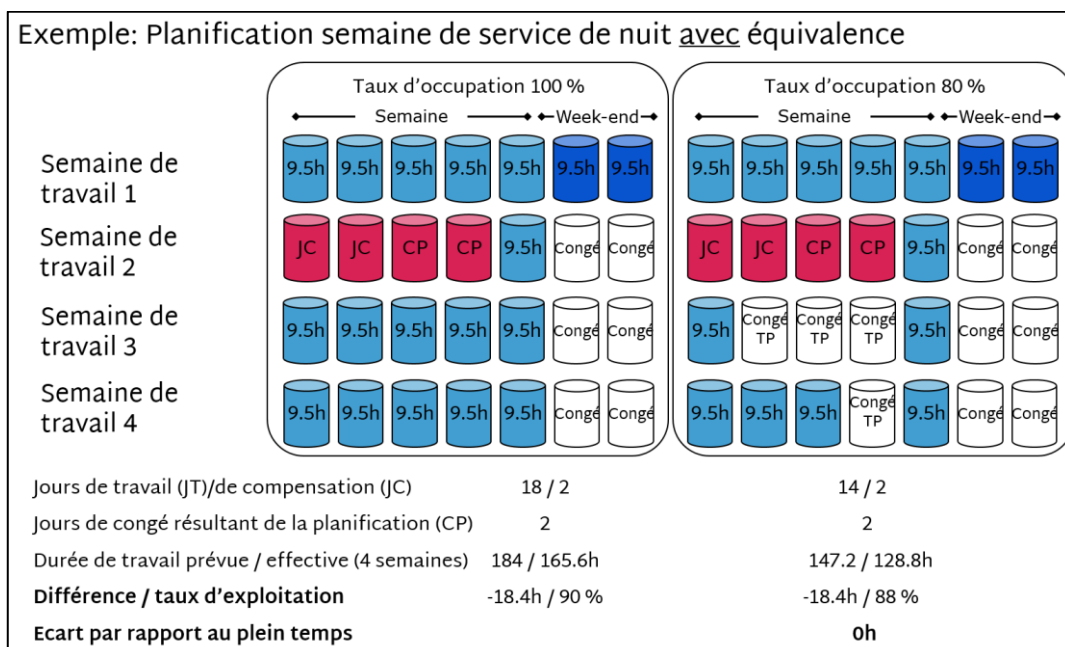 Exemple: Planification semaine de service de nuit avec équivalence
Taux d’occupation 100 %
Taux d’occupation 80 %
Semaine Week-end
Semaine Week-end
Semaine de
travail 1
9.5h 9.5h 9.5h 9.5h 9.5h 9.5h 9.5h
9.5h 9.5h 9.5h 9.5h 9.5h 9.5h 9.5h
Semaine de
travail 2
JC JC CP CP 9.5h Congé Congé
JC JC CP CP 9.5h Congé Congé
Semaine de
travail 3
9.5h 9.5h 9.5h 9.5h 9.5h Congé Congé
9.5h Congé TP Congé TP Congé TP 9.5h Congé Congé
Semaine de
travail 4
9.5h 9.5h 9.5h 9.5h 9.5h Congé Congé
9.5h 9.5h 9.5h Congé TP 9.5h Congé Congé
Jours de travail (JT)/de compensation (JC) 18 / 2 14 / 2
Jours de congé résultant de la planification (CP) 2 2
Durée de travail prévue / effective (4 semaines) 184 / 165.6h 147.2 / 128.8h
Différence / taux d’exploitation -18.4h / 90 % -18.4h / 88 %
Ecart par rapport au plein temps 0h